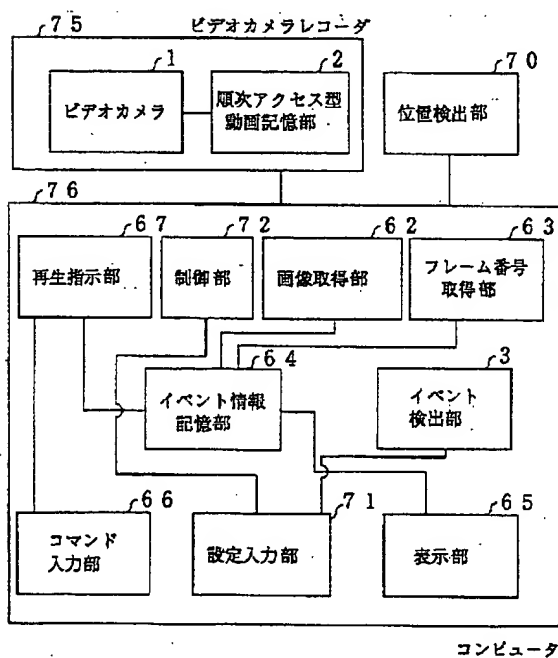 75
ビデオカメラレコーダ
1
2
70
ビデオカメラ
順次アクセス型
動画記憶部
位置検出部
76
67
72
62
63
再生指示部
制御部
画像取得部
フレーム番号
取得部
64
3
イベント情報
記憶部
イベント
検出部
66
71
65
コマンド
入力部
設定入力部
表示部
コンピュータ